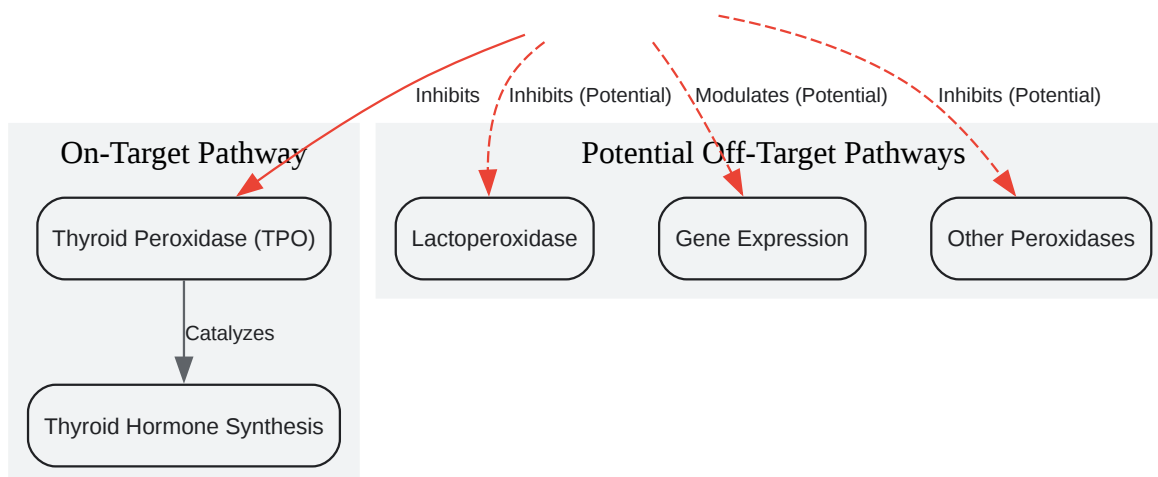 Inhibits
Inhibits (Potential)
Modulates (Potential)
Inhibits (Potential)
On-Target Pathway
Potential Off-Target Pathways
Thyroid Peroxidase (TPO)
Lactoperoxidase
Gene Expression
Other Peroxidases
Catalyzes
Thyroid Hormone Synthesis